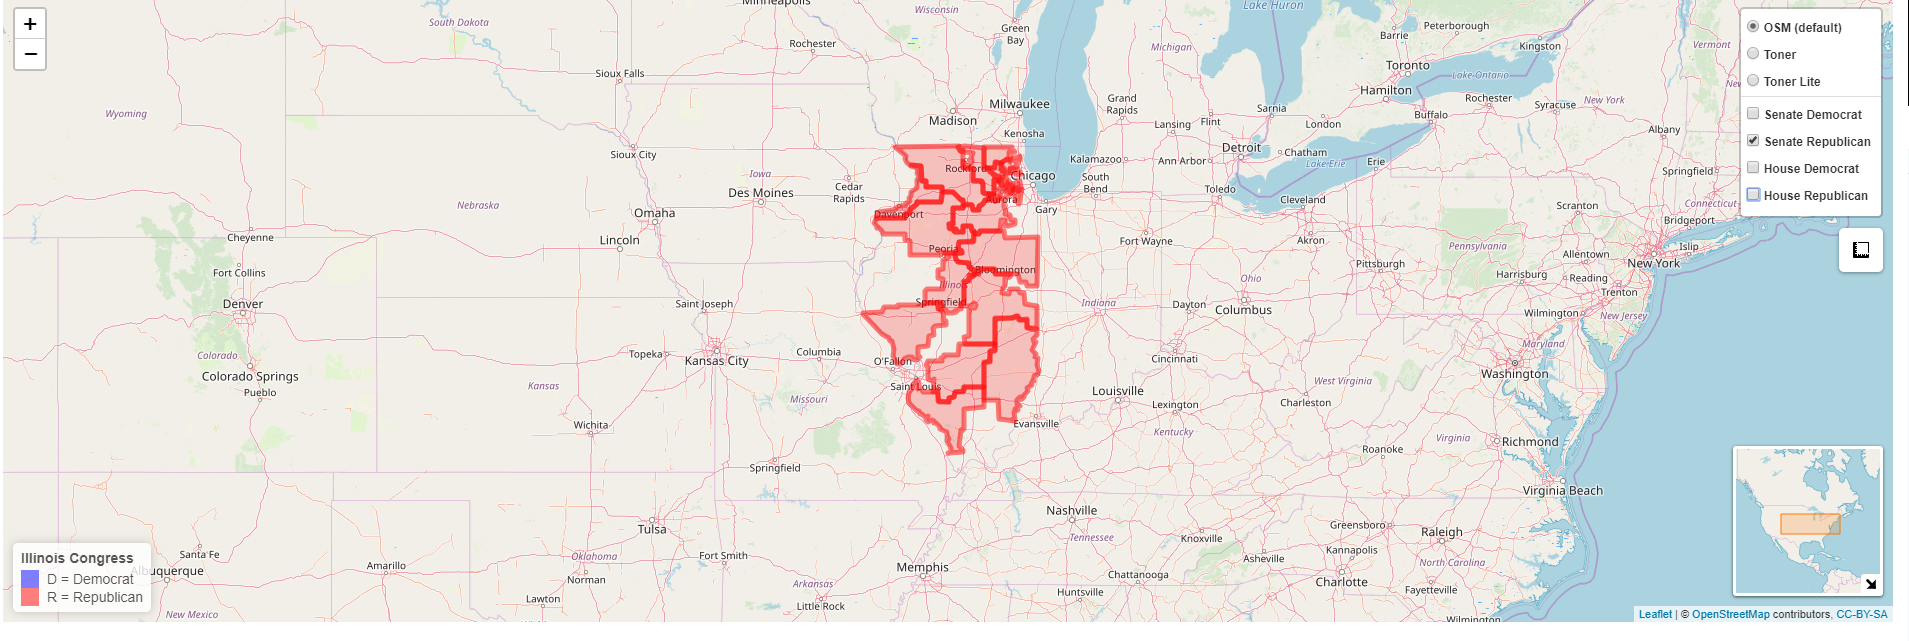 +
−
OSM (default)
Toner
Toner Lite
Senate Democrat
Senate Republican
House Democrat
House Republican
Minneapolis
South Dakota
Wisconsin
Green Bay
Lake Huron
Peterborough
Barrie
Kingston
Vermont
Rochester
Michigan
Toronto
Lake Ontario
Sioux Falls
Hamilton
Wyoming
Milwaukee
Grand Rapids
Sarnia
Rochester
Syracuse
New York
Madison
Lansing
Flint
London
Buffalo
Albany
Kenosha
Sioux City
Detroit
Chatham
Kalamazoo
Ann Arbor
Lake Erie
Erie
Rockford
Chicago
Springfield
Iowa
Des Moines
Cedar Rapids
South Bend
Toledo
Aurora
Cleveland
Connecticut
Nebraska
Omaha
Davenport
Gary
Scranton
Bridgeport
Cheyenne
Lincoln
Fort Wayne
Akron
Pennsylvania
Islip
Peoria
Allentown
New York
Fort Collins
Bloomington
Pittsburgh
Harrisburg
Reading
Illinois
Ohio
Trenton
Denver
Saint Joseph
Springfield
Indiana
Dayton
Columbus
Wilmington
New Jersey
Maryland
Colorado
Topeka
Kansas City
Columbia
O'Fallon
Cincinnati
Washington
Colorado Springs
Pueblo
Kansas
Missouri
Saint Louis
Louisville
West Virginia
Lexington
Charleston
Wichita
Evansville
Kentucky
Virginia
Richmond
Roanoke
Springfield
Virginia Beach
Nashville
Tulsa
Tennessee
Greensboro
Raleigh
Knoxville
Kannapolis
Santa Fe
Oklahoma
Fort Smith
Asheville
North Carolina
Albuquerque
Amarillo
Norman
Memphis
Chattanooga
Charlotte
Arkansas
Huntsville
Fayetteville
Lawton
Little Rock
New Mexico
Wilmington
Illinois Congress
D = Democrat
R = Republican
Leaflet | © OpenStreetMap contributors, CC-BY-SA